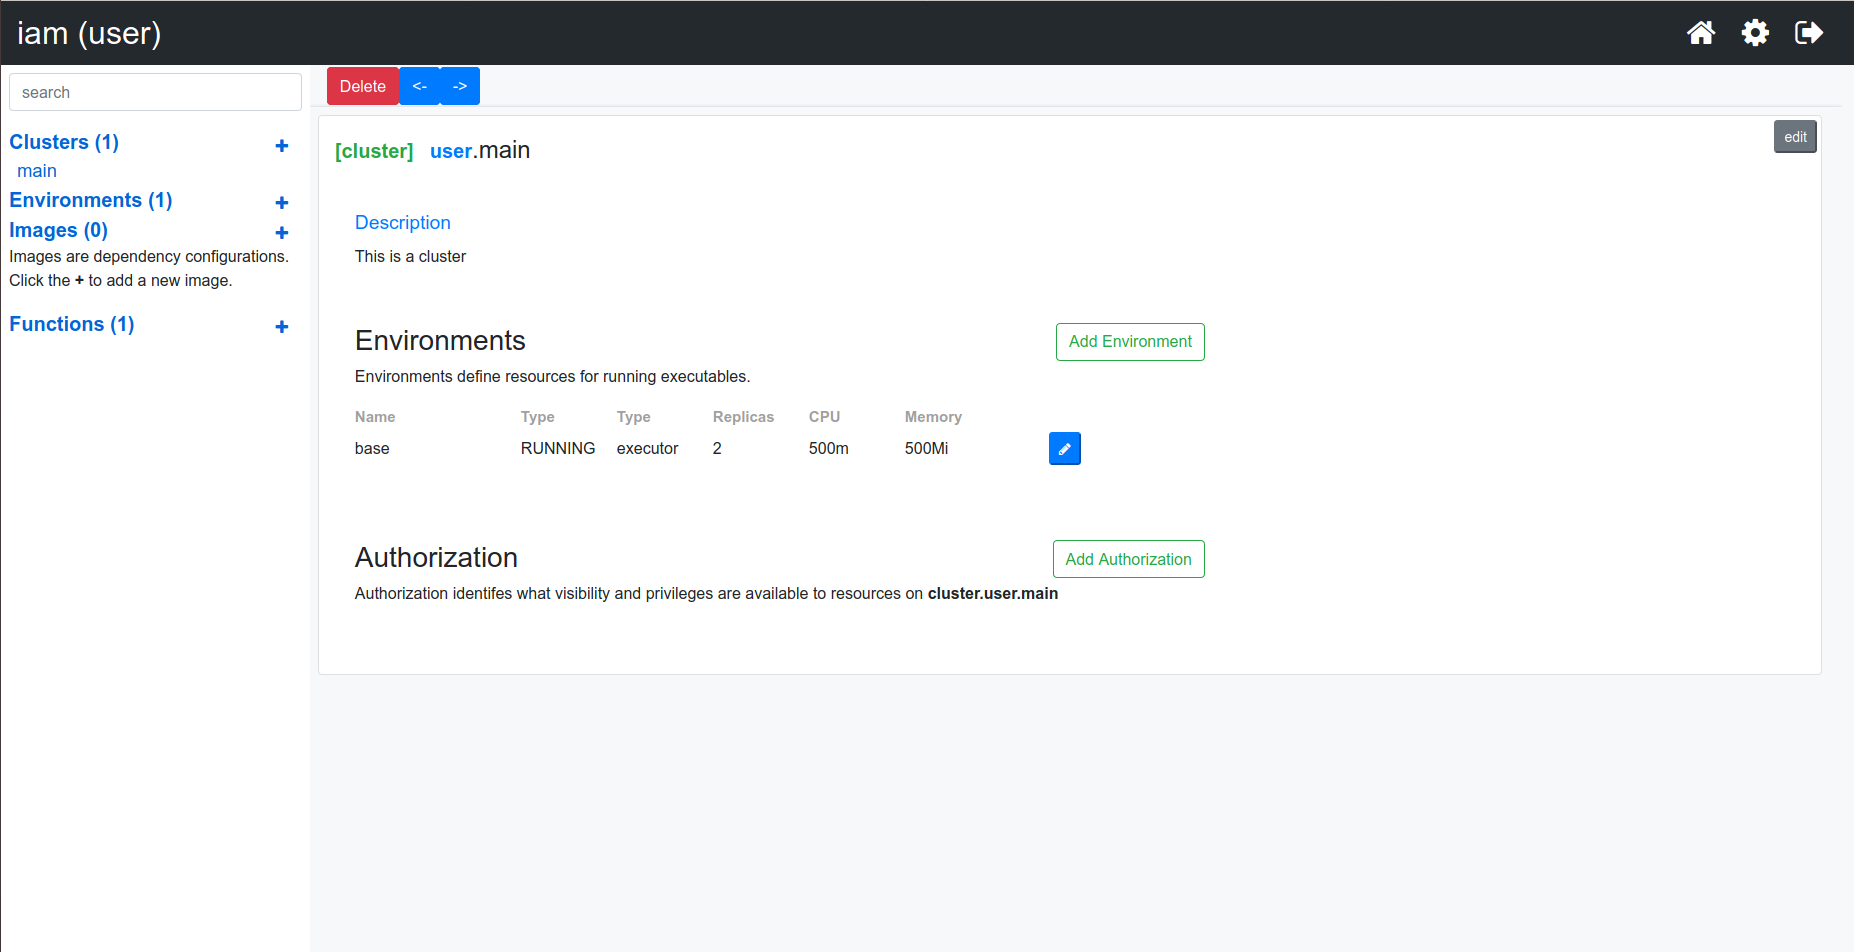 iam (user)
search
Clusters (1) +
main
Environments (1) +
Images (0) +
Images are dependency configurations.
Click the + to add a new image.
Functions (1) +
Delete <- ->
[cluster] user.main
edit
Description
This is a cluster
Environments
Add Environment
Environments define resources for running executables.
Name Type Type Replicas CPU Memory
base RUNNING executor 2 500m 500Mi
Authorization
Add Authorization
Authorization identifes what visibility and privileges are available to resources on cluster.user.main